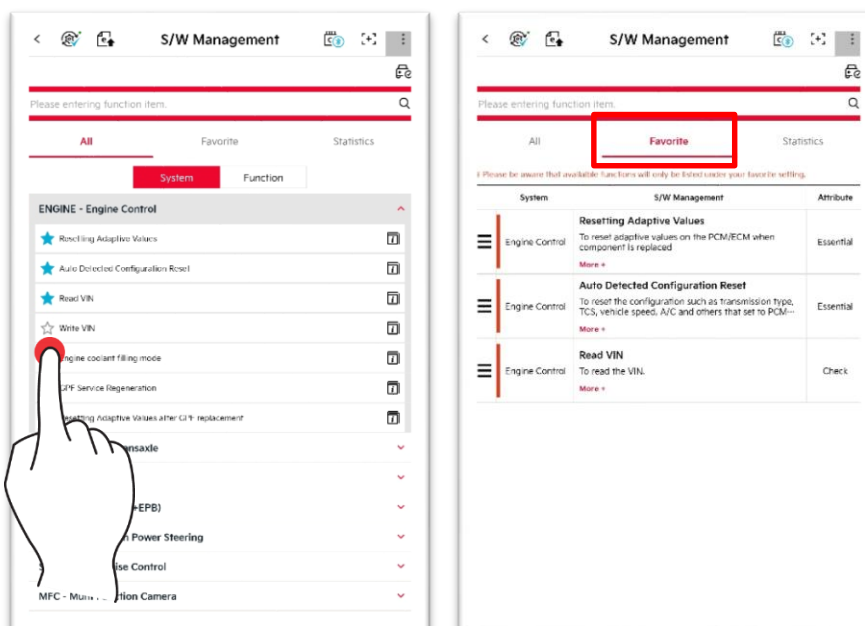 S/W Management
Please entering function item.
All Favorite Statistics
System Function
ENGINE - Engine Control
Resetting Adaptive Values
Auto Detected Configuration Reset
Read VIN
Write VIN
Engine coolant filling mode
GPF Service Regeneration
Resetting Adaptive Values after GPF replacement
+EPB)
Power Steering
Control
MFC - Camera
S/W Management
Please entering function item.
All Favorite Statistics
! Please be aware that available functions will only be listed under your favorite setting.
System S/W Management Attribute
Resetting Adaptive Values
Engine Control To reset adaptive values on the PCM/ECM when Essential
component is replaced
More +
Auto Detected Configuration Reset
Engine Control To reset the configuration such as transmission type, Essential
TCS, vehicle speed, A/C and others that set to PCM···
More +
Read VIN
Engine Control To read the VIN. Check
More +